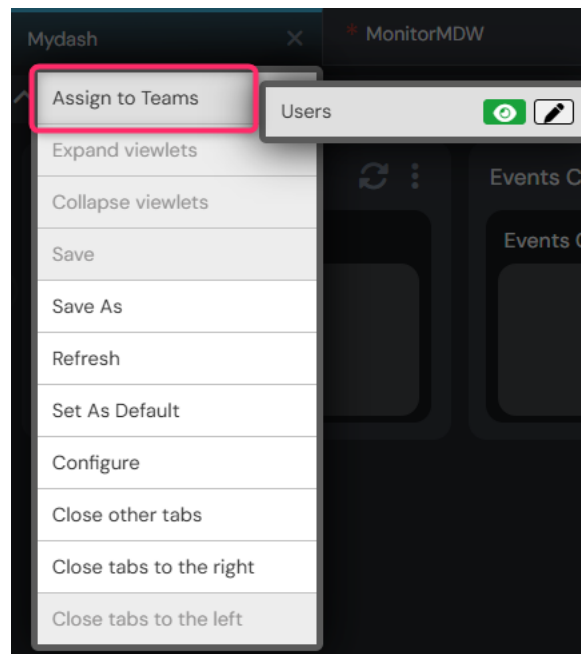 Mydash
* MonitorMDW
Assign to Teams
Users
Expand viewlets
Collapse viewlets
Events C
Save
Events
Save As
Refresh
Set As Default
Configure
Close other tabs
Close tabs to the right
Close tabs to the left